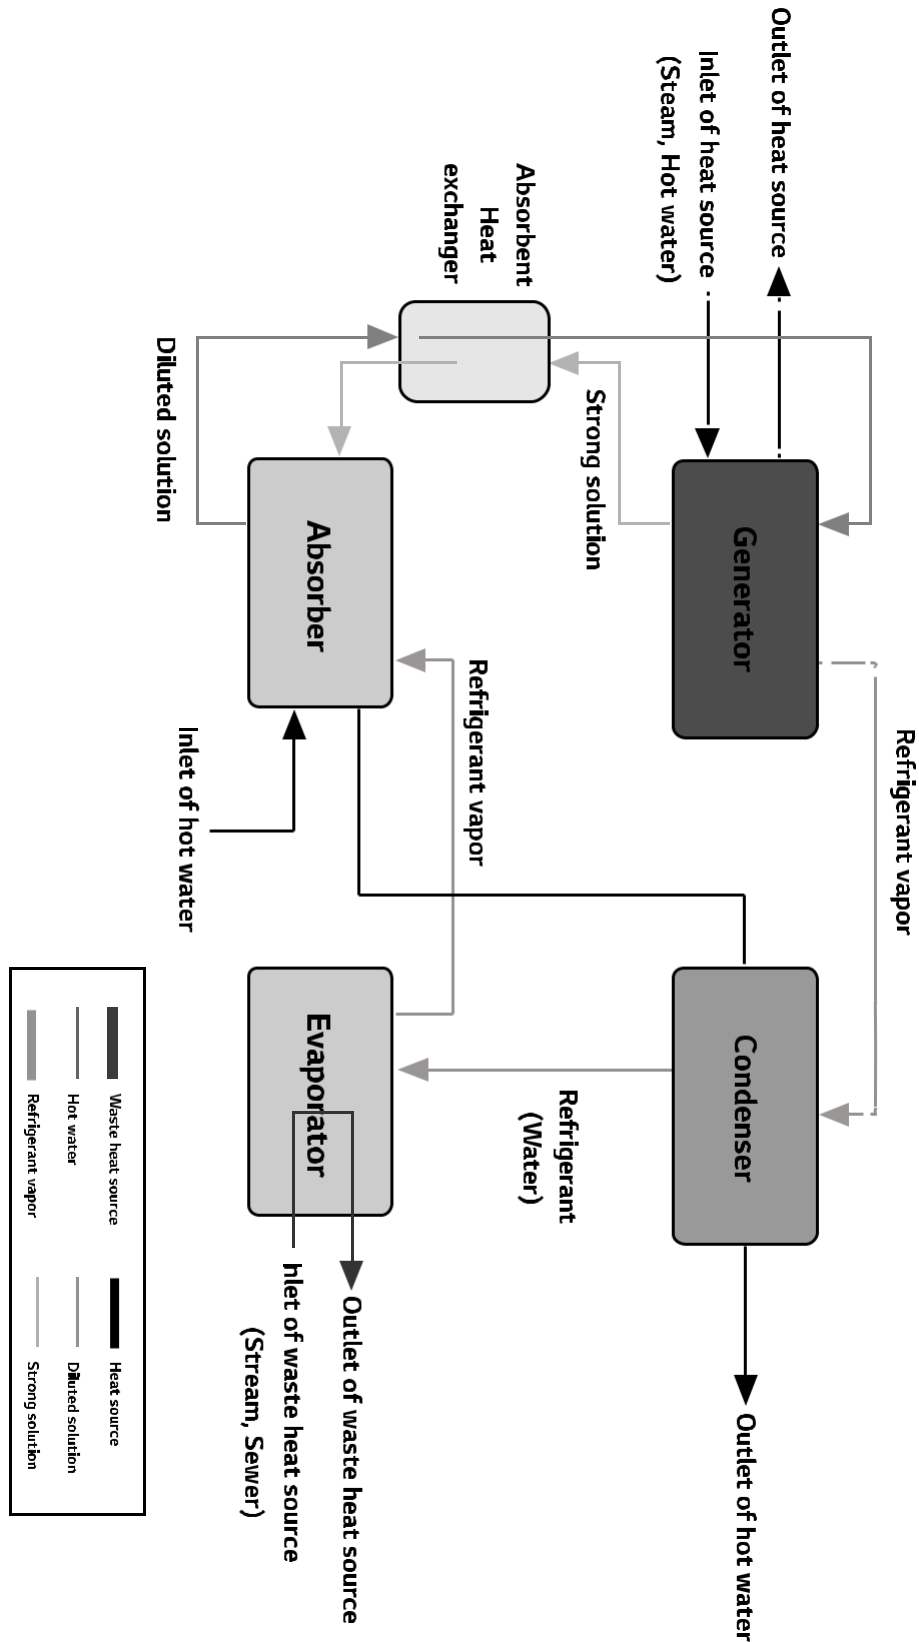 Outlet of heat source
Inlet of heat source
(Steam, Hot water)
Refrigerant vapor
Generator
Condenser
Outlet of hot water
Strong solution
Refrigerant
(Water)
Absorbent
Heat
exchanger
Refrigerant vapor
Absorber
Evaporator
Outlet of waste heat source
Inlet of waste heat source
(Stream, Sewer)
Diluted solution
Inlet of hot water
Waste heat source
Heat source
Hot water
Diluted solution
Refrigerant vapor
Strong solution